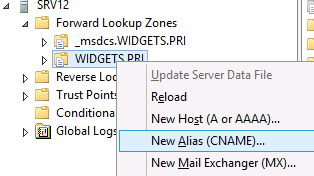 SRV12
Forward Lookup Zones
_msdcs.WIDGETS.PRI
WIDGETS.PRI
Reverse Loo
Trust Points
Conditiona
Global Logs
Update Server Data File
Reload
New Host (A or AAAA)...
New Alias (CNAME)...
New Mail Exchanger (MX)...